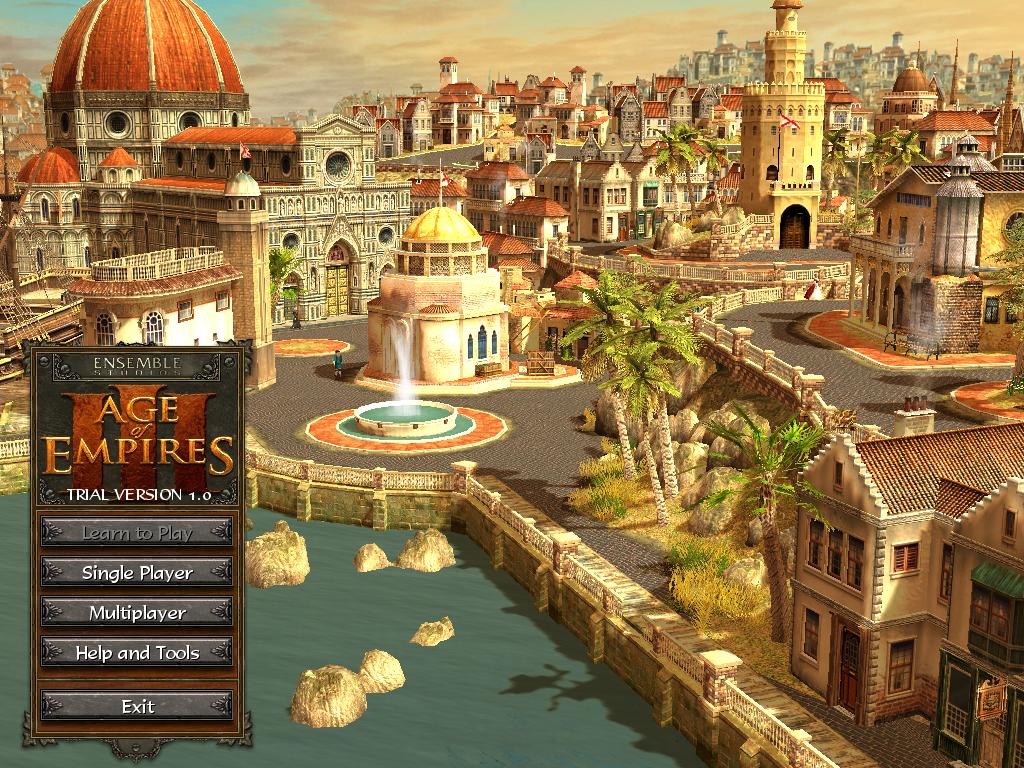 ENSEMBLE
STUDIOS
III
AGE
of
EMPIRES
TRIAL VERSION 1.0
Learn to Play
Single Player
Multiplayer
Help and Tools
Exit